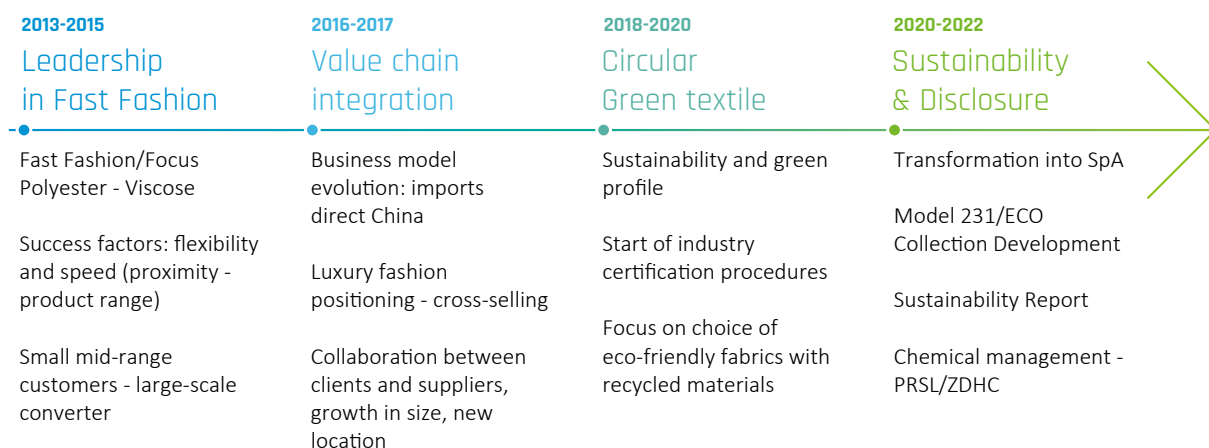 2013-2015
Leadership
in Fast Fashion
Fast Fashion/Focus
Polyester - Viscose
Success factors: flexibility
and speed (proximity -
product range)
Small mid-range
customers - large-scale
converter
2016-2017
Value chain
integration
Business model
evolution: imports
direct China
Luxury fashion
positioning - cross-selling
Collaboration between
clients and suppliers,
growth in size, new
location
2018-2020
Circular
Green textile
Sustainability and green
profile
Start of industry
certification procedures
Focus on choice of
eco-friendly fabrics with
recycled materials
2020-2022
Sustainability
& Disclosure
Transformation into SpA
Model 231/ECO
Collection Development
Sustainability Report
Chemical management -
PRSL/ZDHC